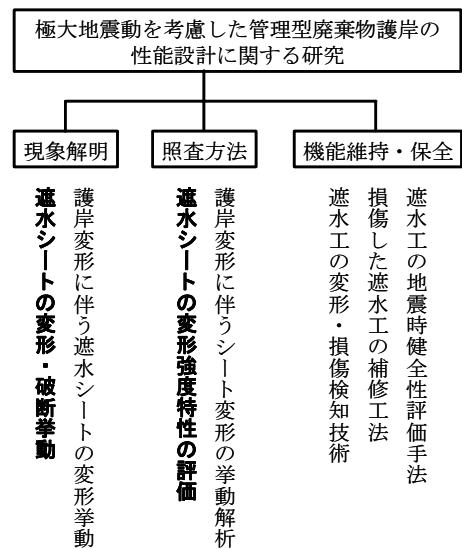 極大地震動を考慮した管理型廃棄物護岸の
性能設計に関する研究
現象解明
護岸変形に伴う遮水シートの変形挙動
遮水シートの変形・破断挙動
照査方法
護岸変形に伴うシート変形の挙動解析
遮水シートの変形強度特性の評価
機能維持・保全
遮水工の地震時健全性評価手法
損傷した遮水工の補修工法
遮水工の変形・損傷検知技術